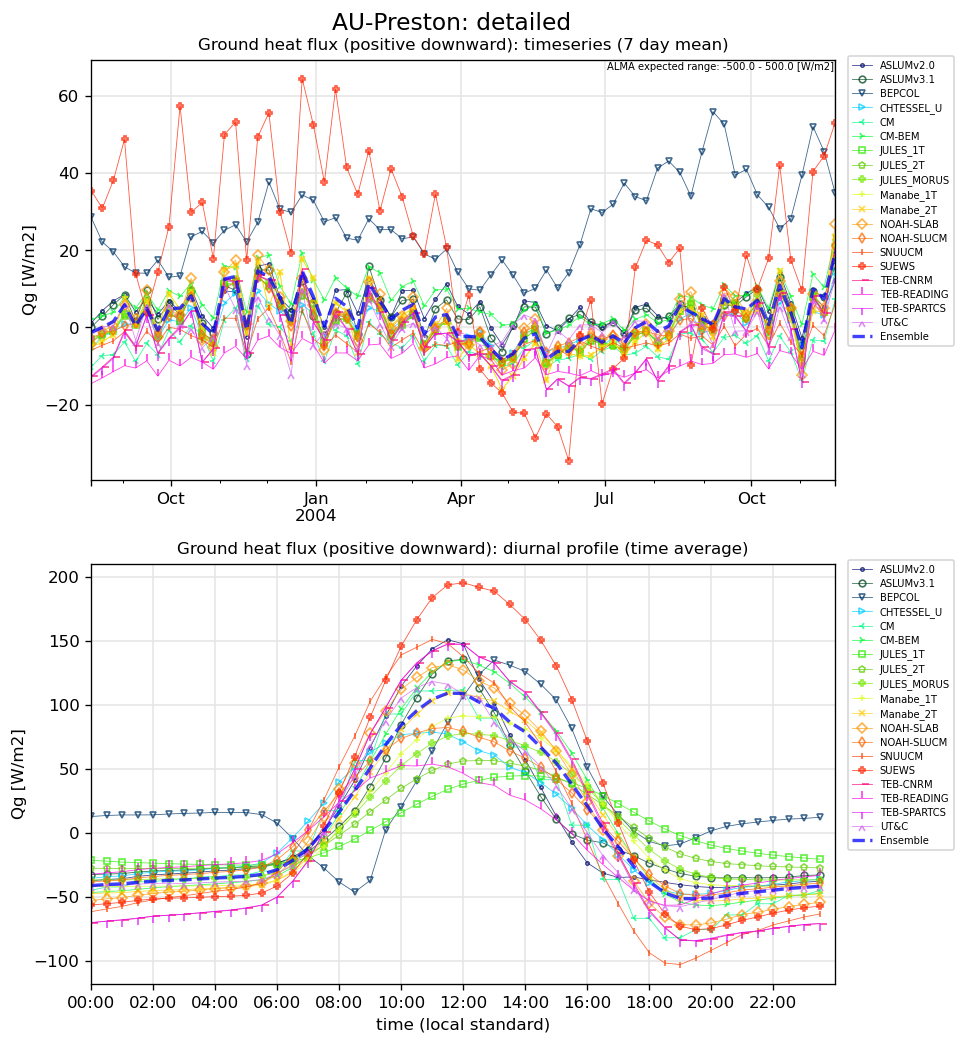 AU-Preston: detailed
Ground heat flux (positive downward): timeseries (7 day mean)
ALMA expected range: -500.0 - 500.0 [W/m2]
Qg [W/m2]
60
40
20
0
−20
Oct
Jan
2004
Apr
Jul
Oct
ASLUMv2.0
ASLUMv3.1
BEPCOL
CHTESSEL_U
CM
CM-BEM
JULES_1T
JULES_2T
JULES_MORUS
Manabe_1T
Manabe_2T
NOAH-SLAB
NOAH-SLUCM
SNUUCM
SUEWS
TEB-CNRM
TEB-READING
TEB-SPARTCS
UT&C
Ensemble
Ground heat flux (positive downward): diurnal profile (time average)
Qg [W/m2]
200
150
100
50
0
−50
−100
00:00
02:00
04:00
06:00
08:00
10:00
12:00
14:00
16:00
18:00
20:00
22:00
time (local standard)
ASLUMv2.0
ASLUMv3.1
BEPCOL
CHTESSEL_U
CM
CM-BEM
JULES_1T
JULES_2T
JULES_MORUS
Manabe_1T
Manabe_2T
NOAH-SLAB
NOAH-SLUCM
SNUUCM
SUEWS
TEB-CNRM
TEB-READING
TEB-SPARTCS
UT&C
Ensemble